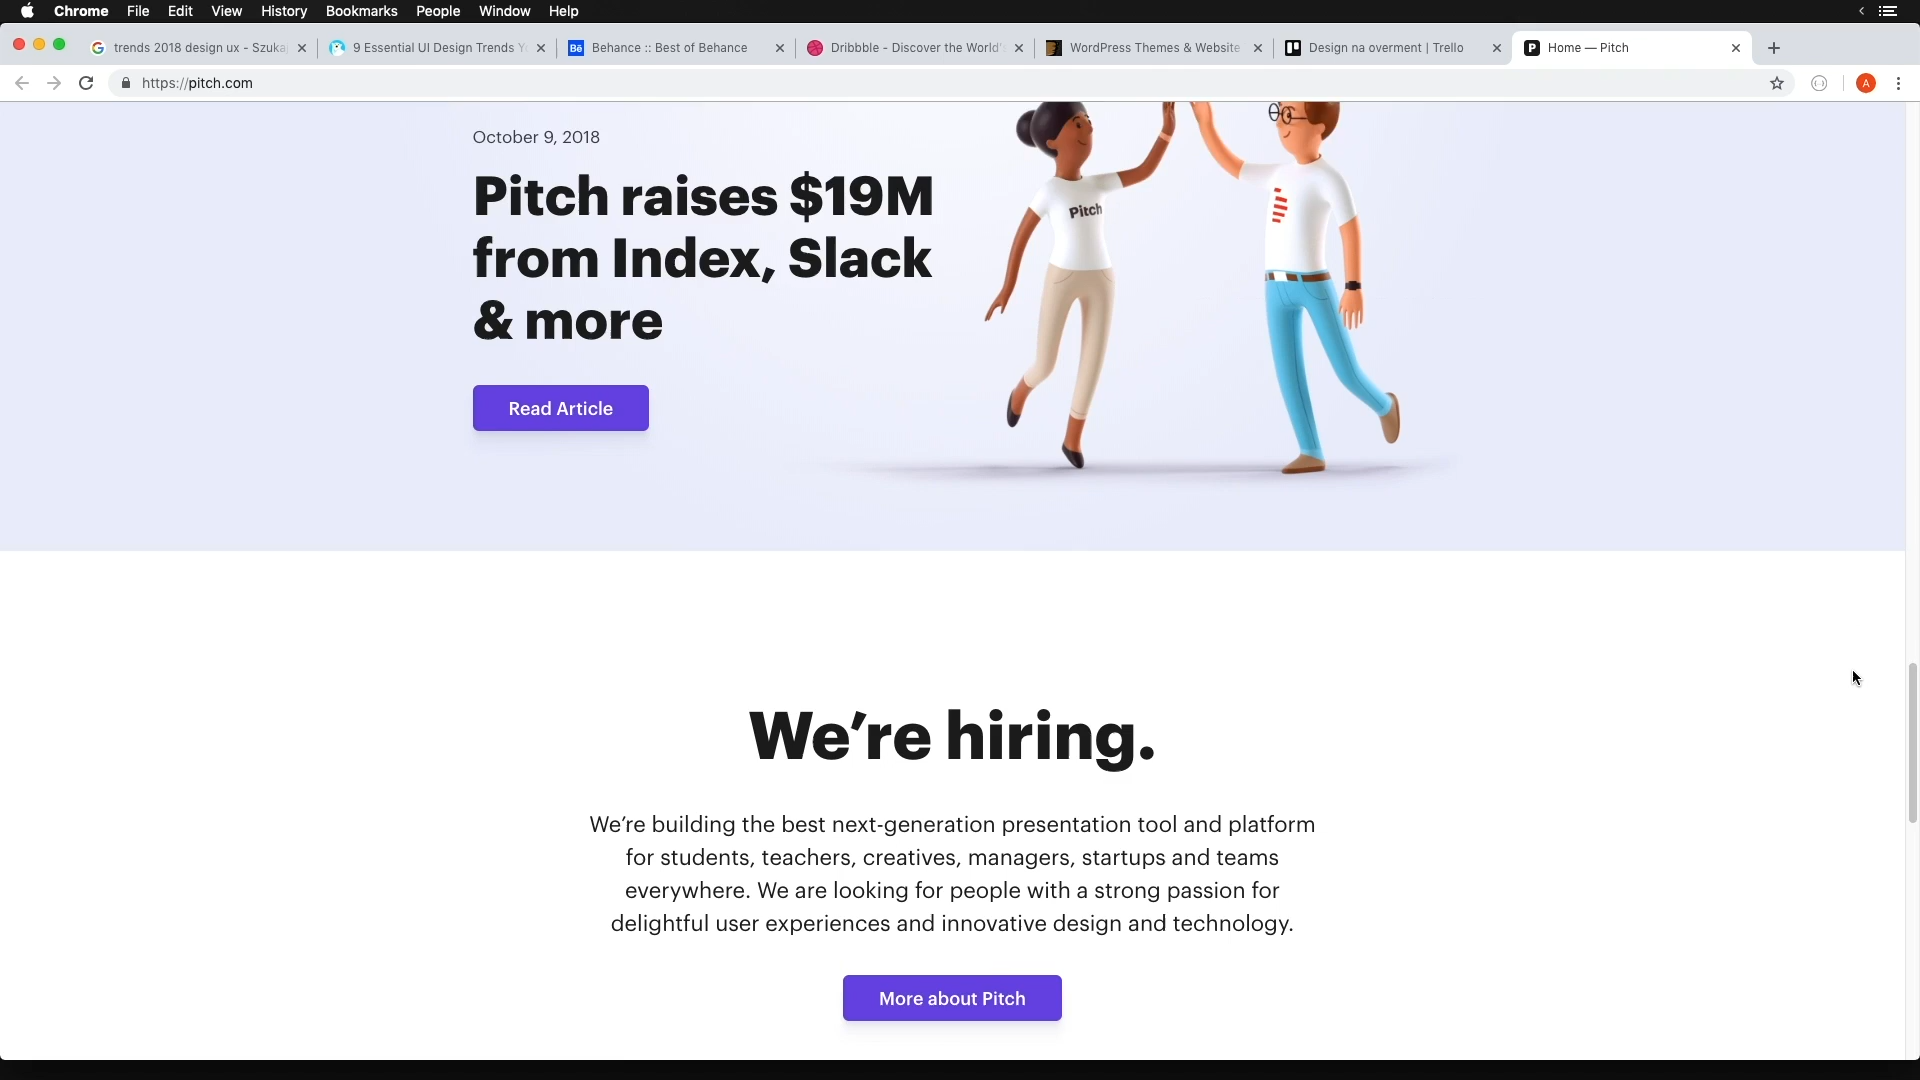 Chrome File Edit View History Bookmarks People Window Help
trends 2018 design ux - Szuka
9 Essential UI Design Trends
Bē Behance :: Best of Behance
Dribbble - Discover the World's
WordPress Themes & Website
Design na overment | Trello
P Home — Pitch
https://pitch.com
A
October 9, 2018
Pitch raises $19M
from Index, Slack
& more
Pitch
Read Article
We're hiring.
We're building the best next-generation presentation tool and platform
for students, teachers, creatives, managers, startups and teams
everywhere. We are looking for people with a strong passion for
delightful user experiences and innovative design and technology.
More about Pitch